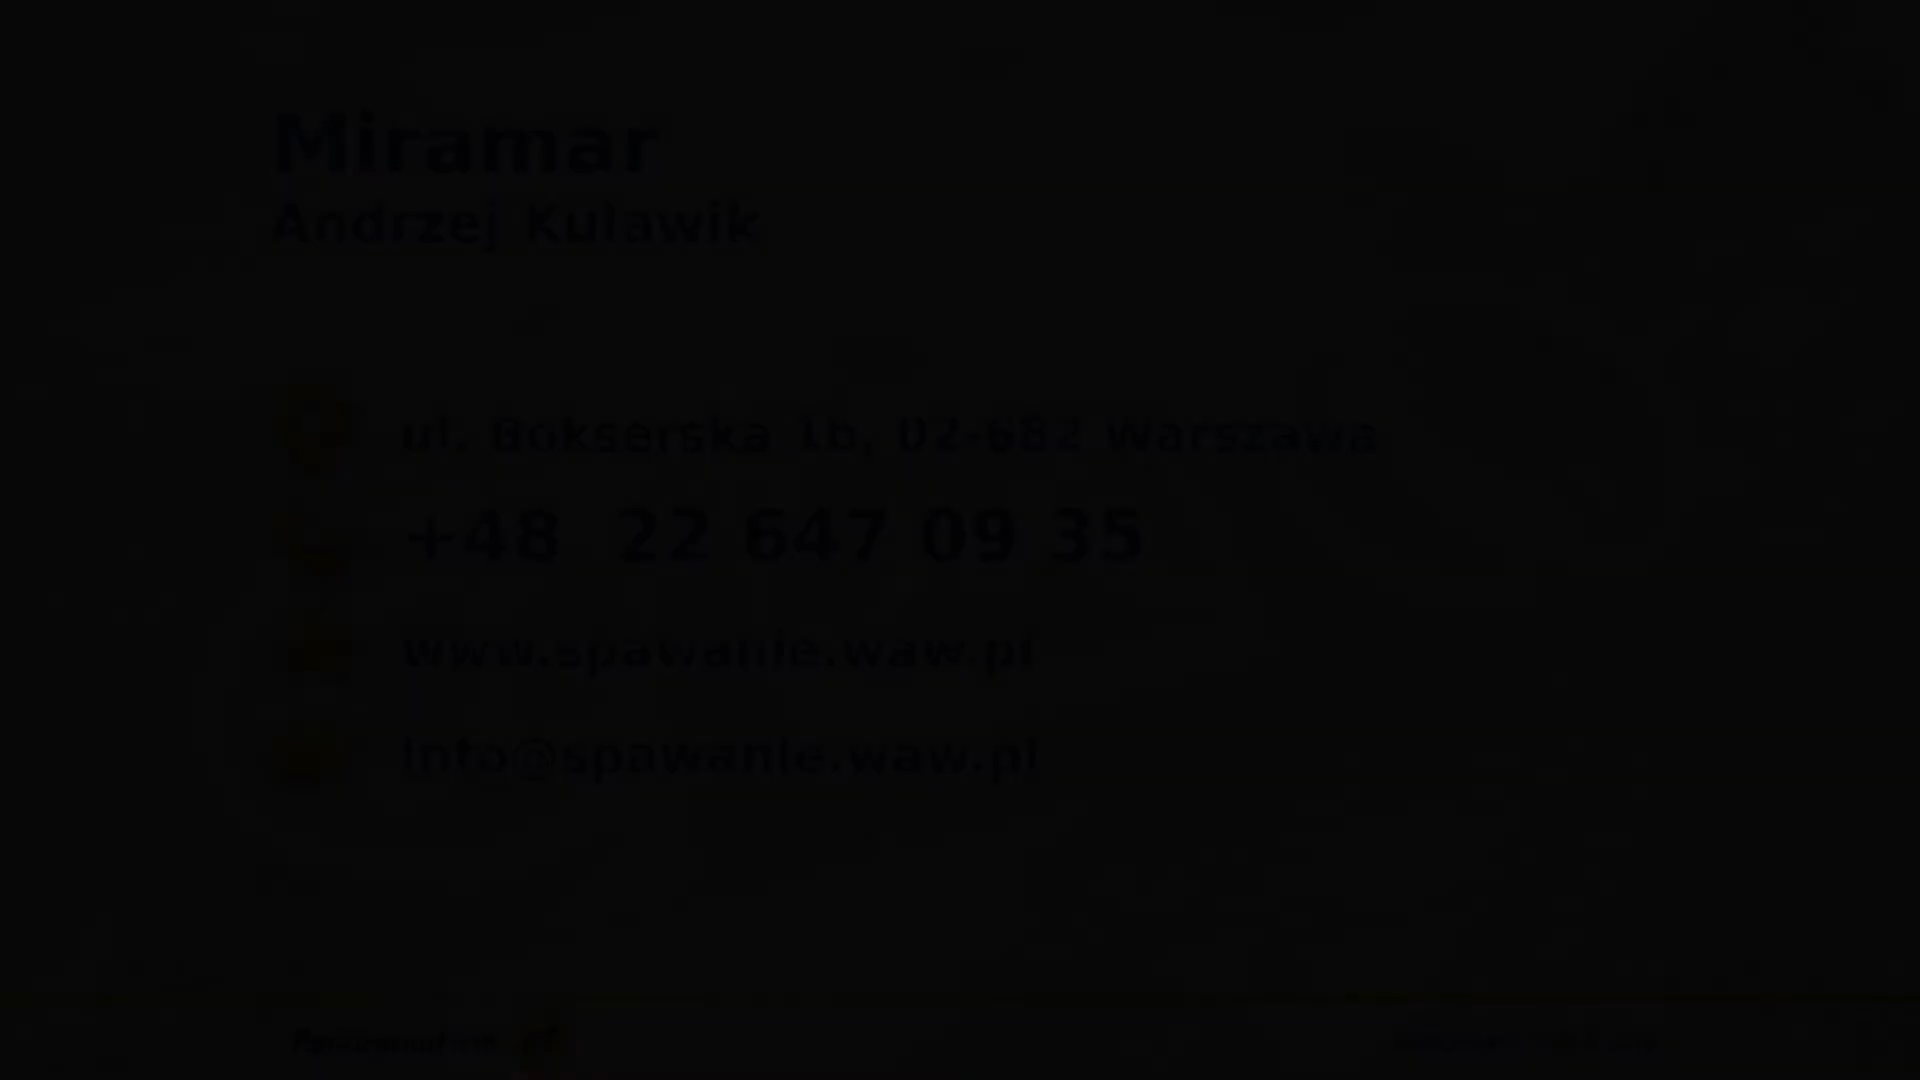 Miramar
Andrzej Kulawik
ul. Bokserska 1b, 02-682 Warszawa
+48 22 647 09 35
www.spawanie.waw.pl
info@spawanie.waw.pl